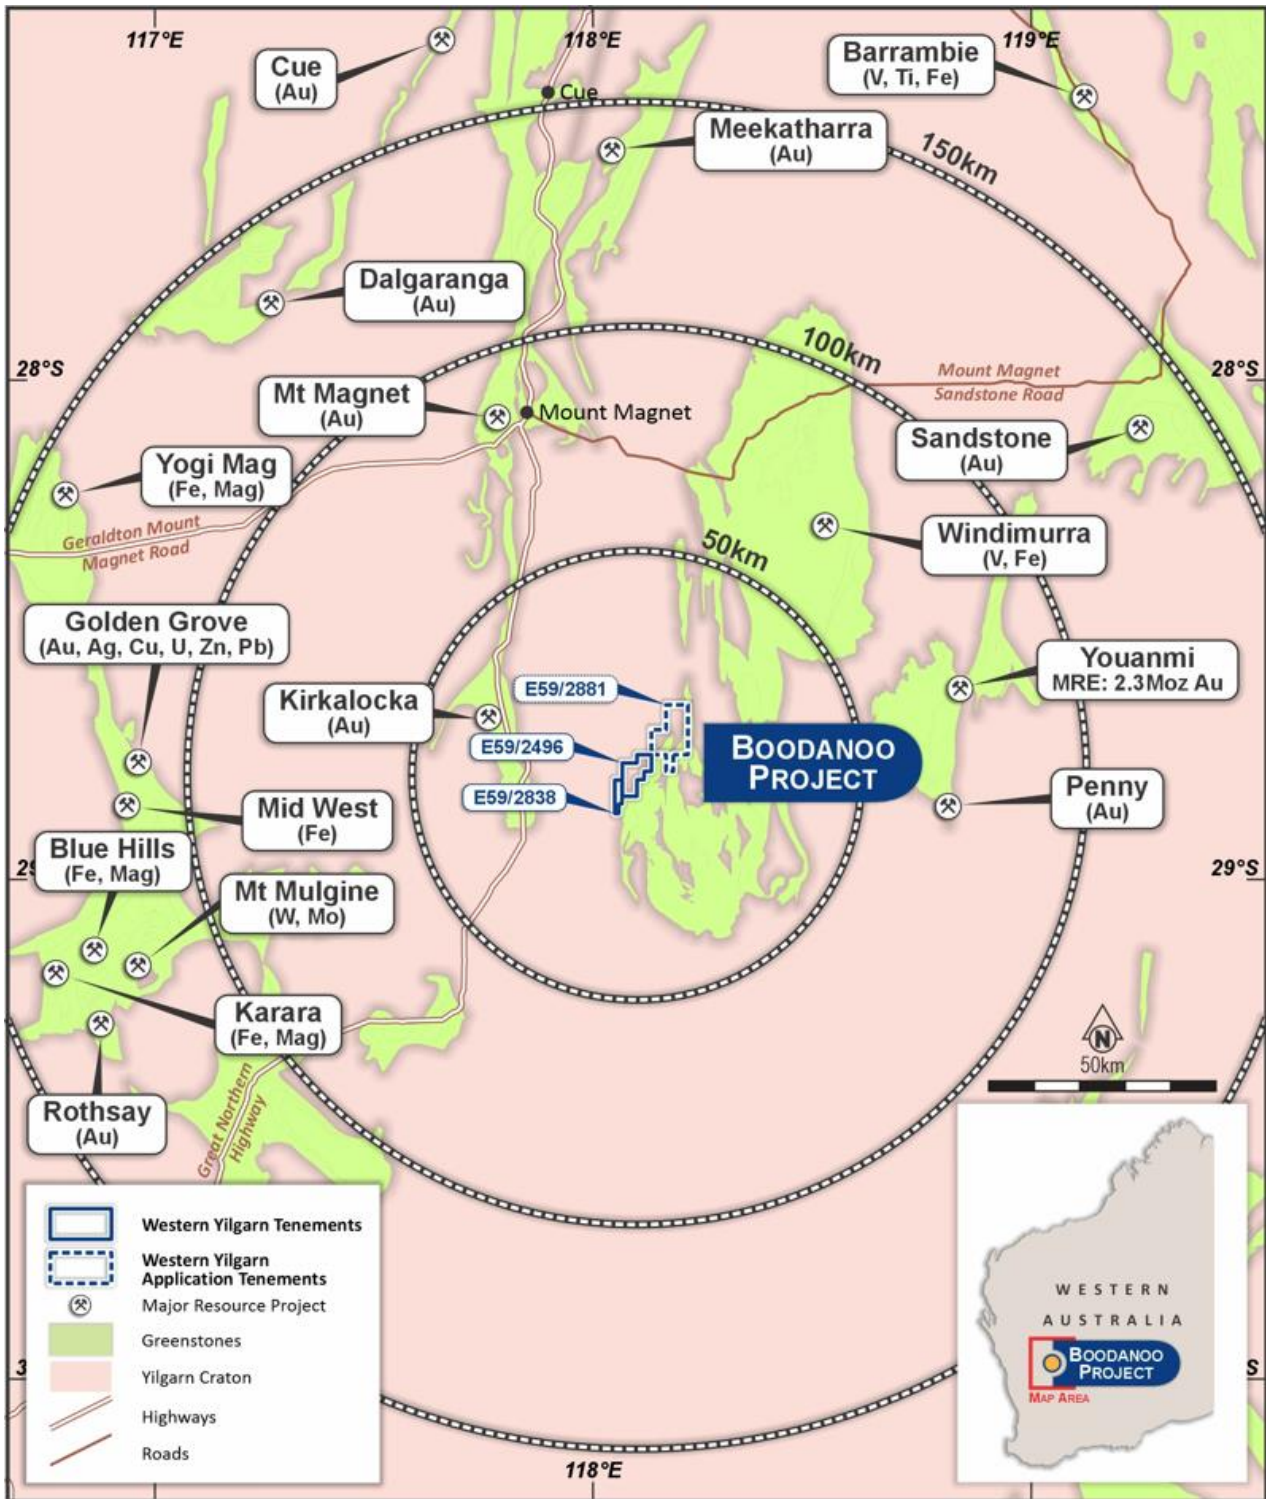 117°E
118°E
119°E
Cue
(Au)
Cue
Barrambie
(V, Ti, Fe)
Meekatharra
(Au)
150km
Dalgaranga
(Au)
100km
28°S
28°S
Mount Magnet
Sandstone Road
Mt Magnet
(Au)
Mount Magnet
Sandstone
(Au)
Yogi Mag
(Fe, Mag)
Geraldton Mount
Magnet Road
Windimurra
(V, Fe)
50km
Golden Grove
(Au, Ag, Cu, U, Zn, Pb)
Youanmi
MRE: 2.3Moz Au
E59/2881
Kirkalocka
(Au)
E59/2496
BOODANOO
PROJECT
E59/2838
Penny
(Au)
Mid West
(Fe)
Blue Hills
(Fe, Mag)
29°S
Mt Mulgine
(W, Mo)
Karara
(Fe, Mag)
N
50km
Rothsay
(Au)
Great Northern
Highway
Western Yilgarn Tenements
Western Yilgarn
Application Tenements
Major Resource Project
Greenstones
Yilgarn Craton
Highways
Roads
118°E
WESTERN
AUSTRALIA
BOODANOO
PROJECT
MAP AREA